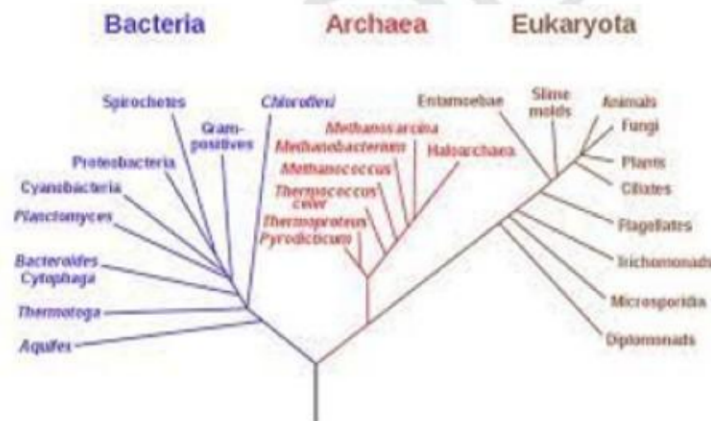 Bacteria
Archaea
Eukaryota
Spirochetes
Chloroflexi
Gram-
positives
Proteobacteria
Cyanobacteria
Planctomyces
Bacteroides
Cytophaga
Thermotoga
Aquifex
Methanosarcina
Methanobacterium
Haloarchaea
Methanococcus
Thermococcus
celer
Thermoproteus
Pyrodicticum
Entamoebae
Slime
molds
Animals
Fungi
Plants
Ciliates
Flagellates
Trichomonads
Microsporidia
Diplomonads